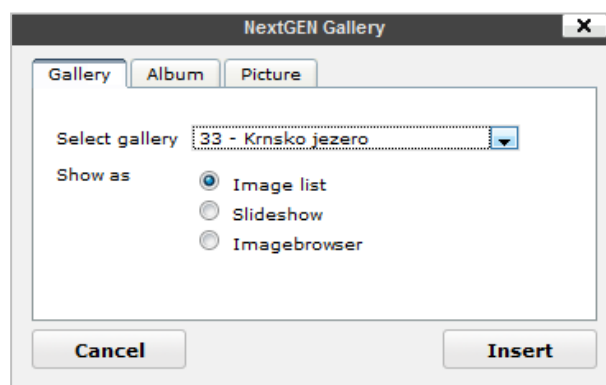 NextGEN Gallery
Gallery Album Picture
Select gallery 33 - Krnsko jezero
Show as
Image list
Slideshow
Imagebrowser
Cancel Insert